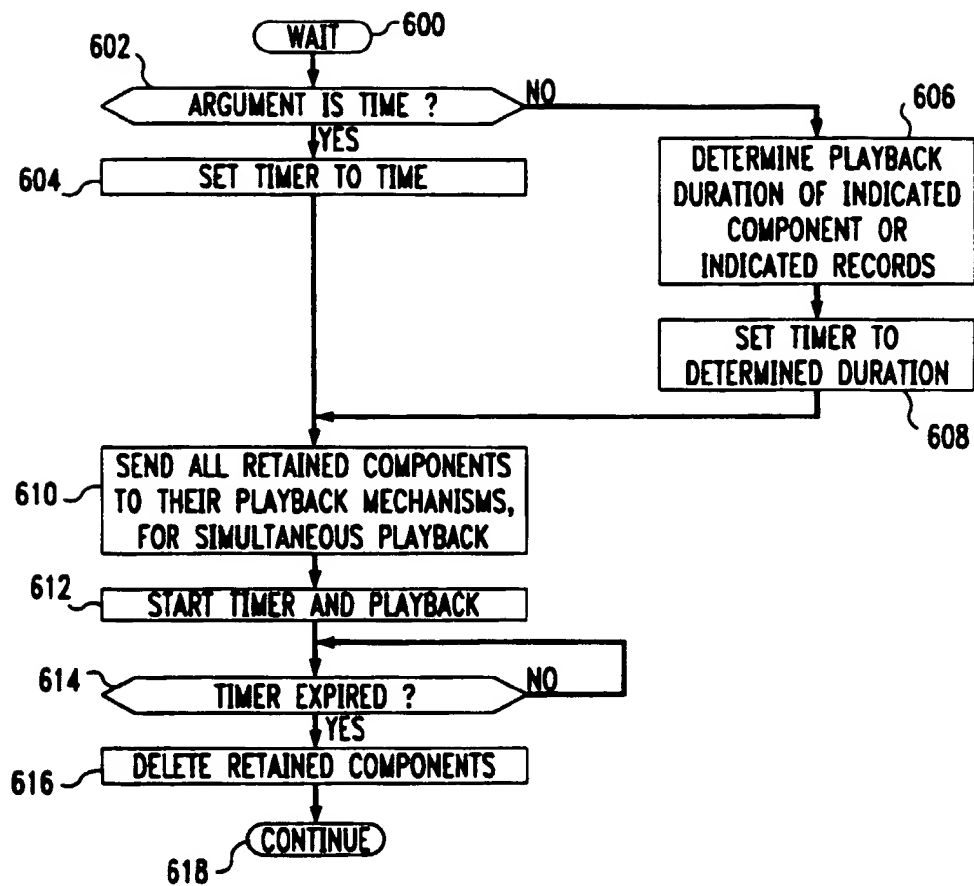 WAIT
600
602
ARGUMENT IS TIME ?
NO
YES
604
SET TIMER TO TIME
606
DETERMINE PLAYBACK
DURATION OF INDICATED
COMPONENT OR
INDICATED RECORDS
SET TIMER TO
DETERMINED DURATION
608
610
SEND ALL RETAINED COMPONENTS
TO THEIR PLAYBACK MECHANISMS,
FOR SIMULTANEOUS PLAYBACK
612
START TIMER AND PLAYBACK
614
TIMER EXPIRED ?
NO
YES
616
DELETE RETAINED COMPONENTS
CONTINUE
618